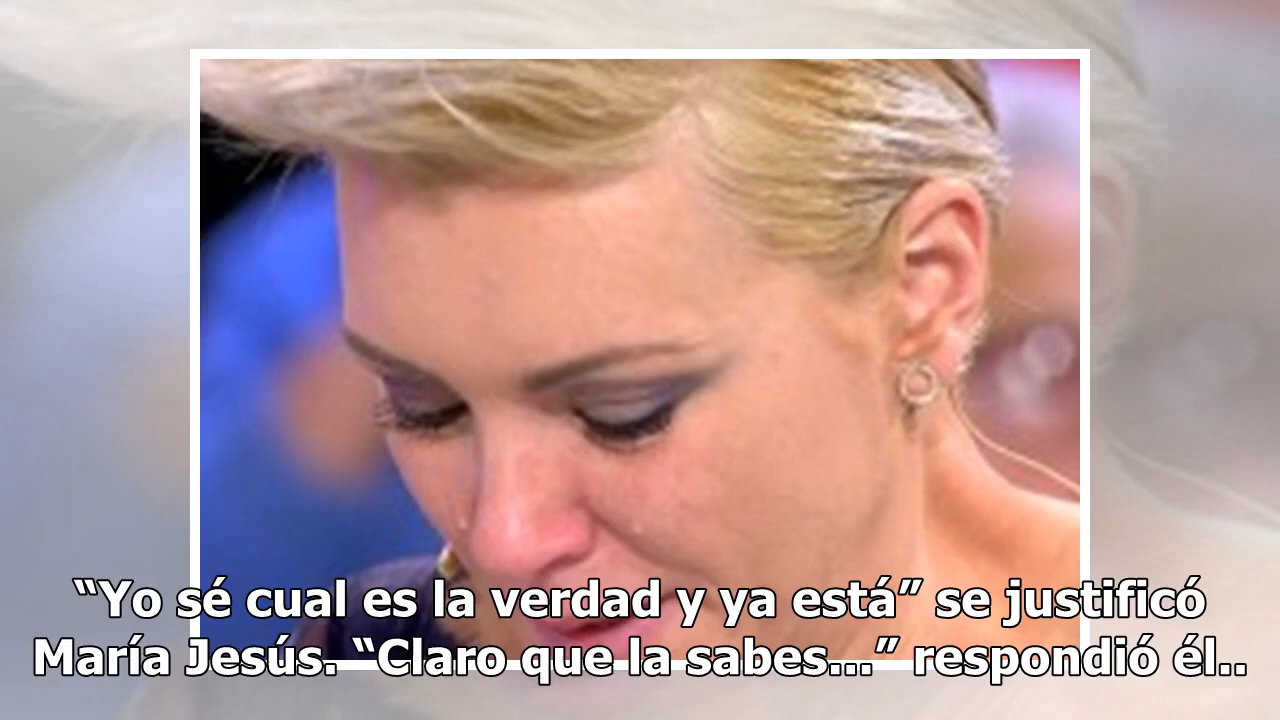 “Yo sé cual es la verdad y ya está” se justificó
María Jesús. “Claro que la sabes...” respondió él..